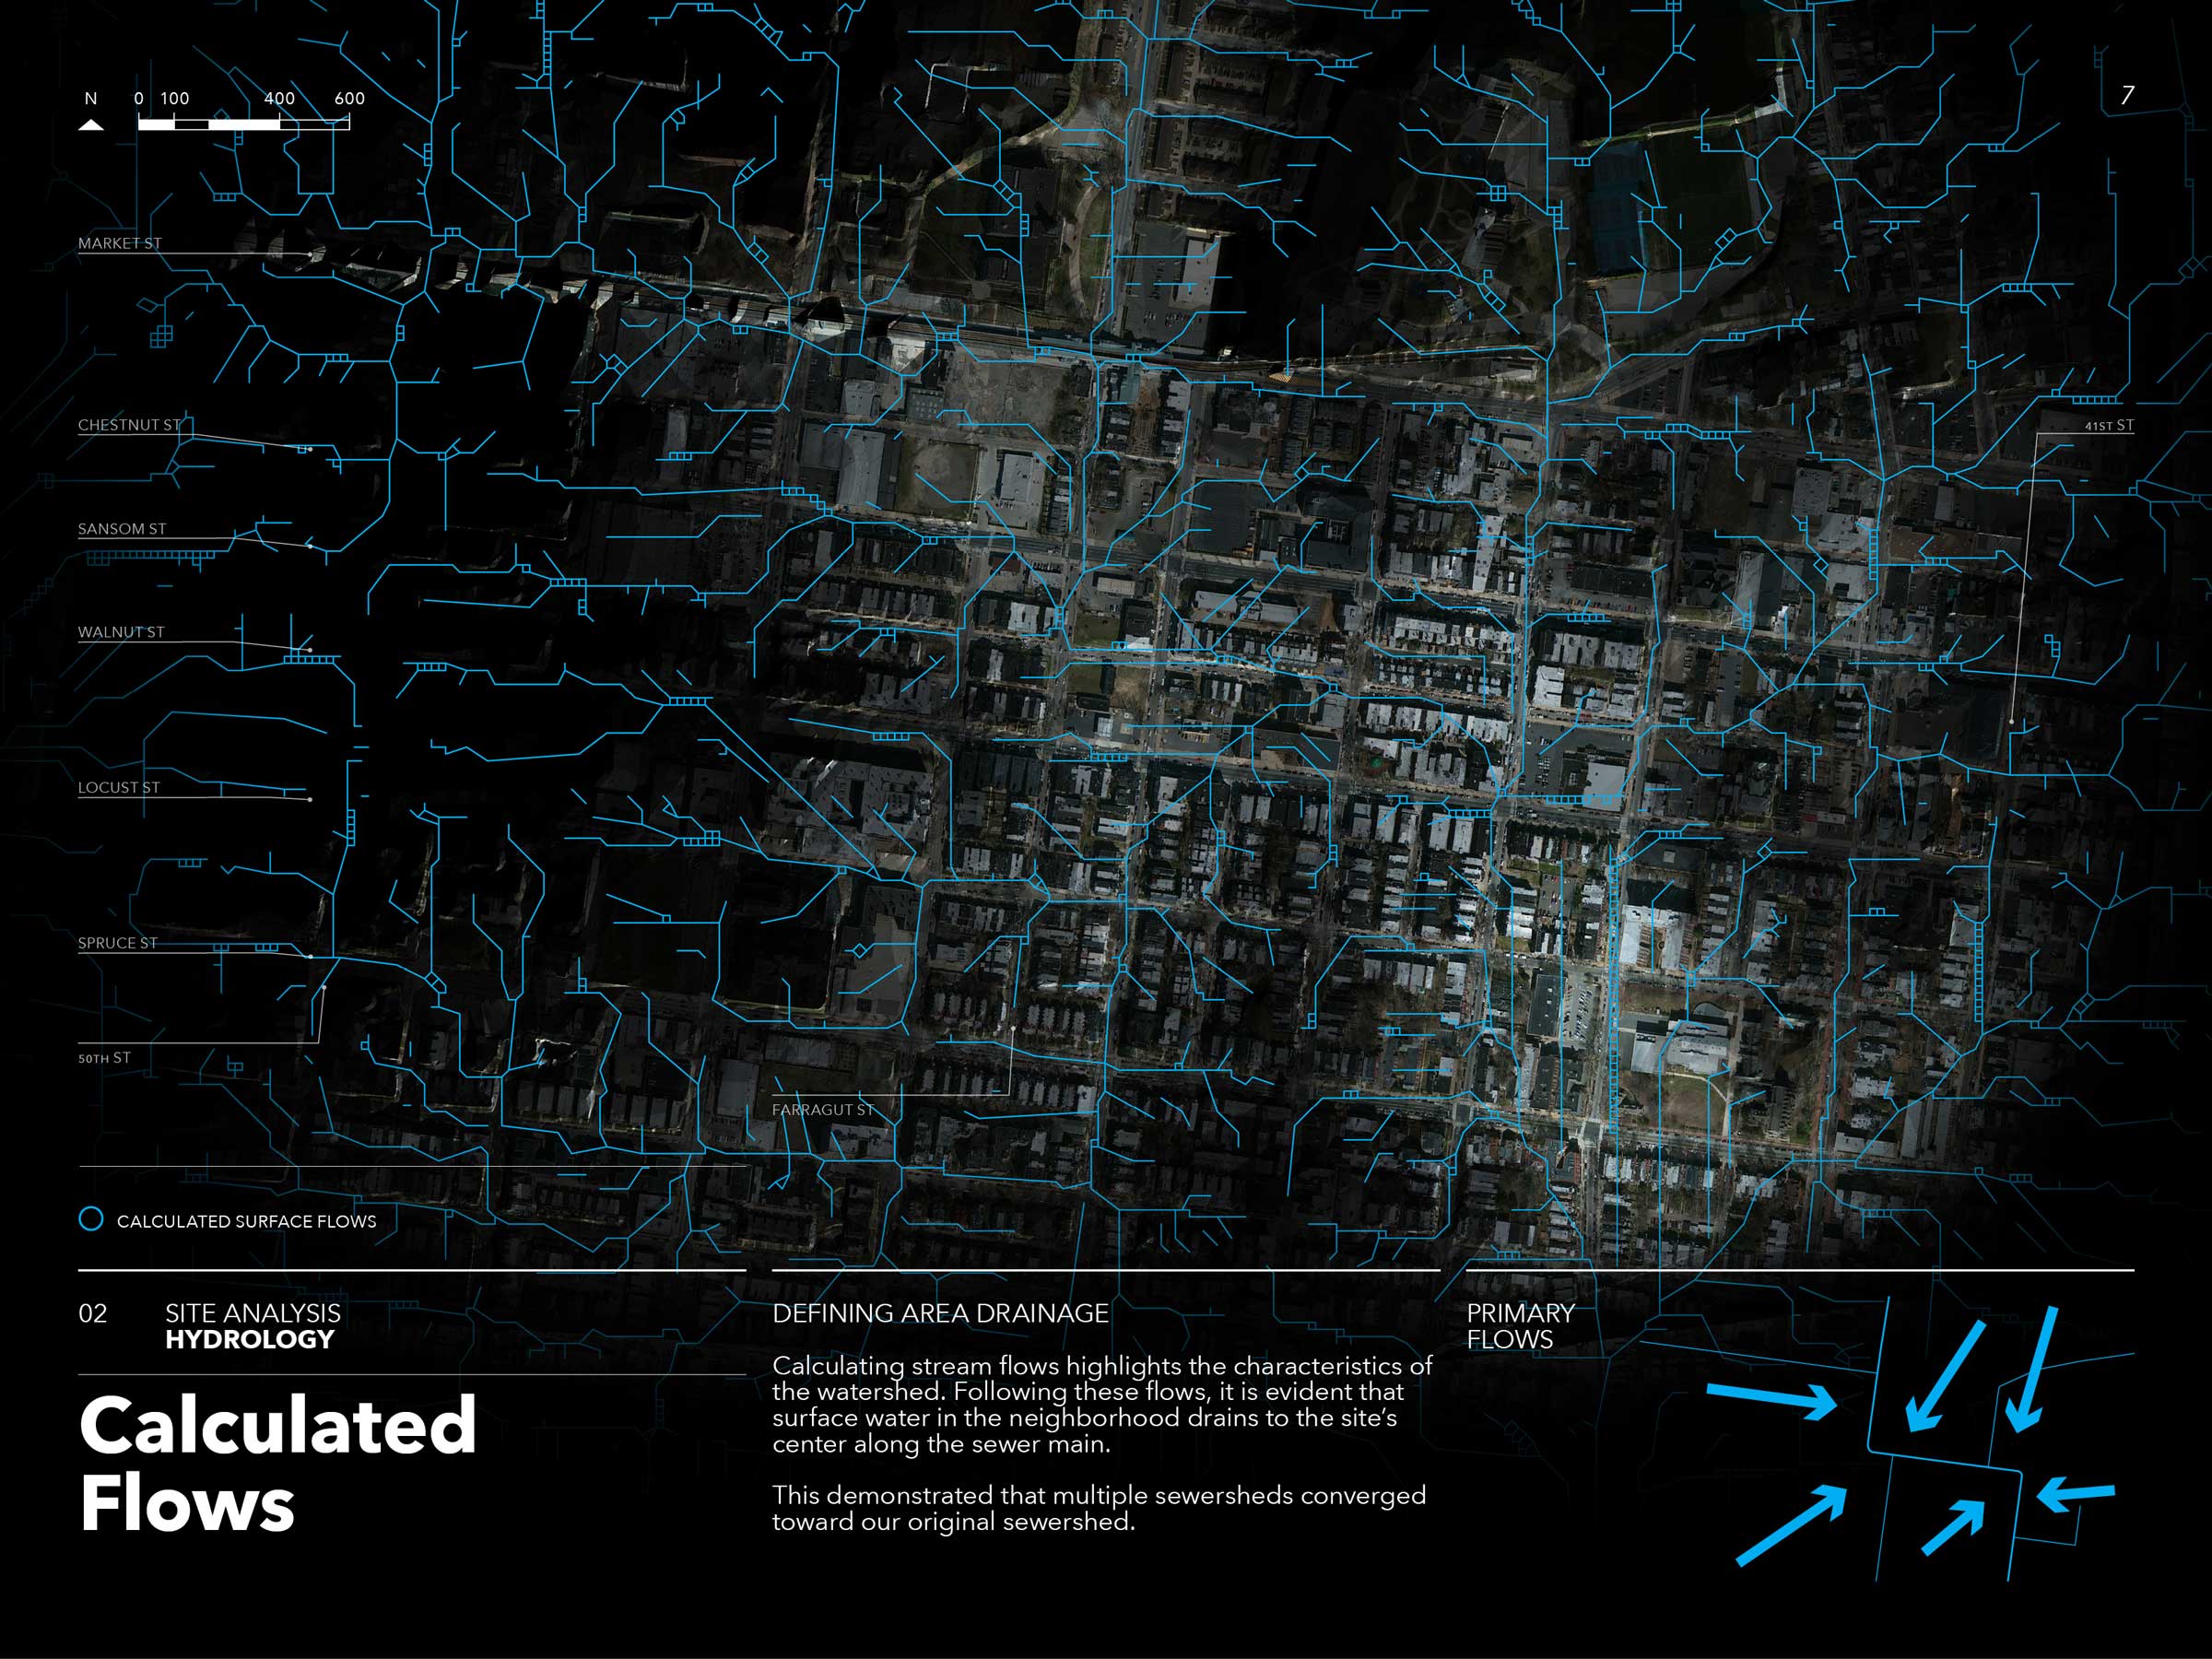 N 0 100 400 600
7
MARKET ST
CHESTNUT ST
41ST ST
SANSOM ST
WALNUT ST
LOCUST ST
SPRUCE ST
50TH ST
FARRAGUT ST
CALCULATED SURFACE FLOWS
02 SITE ANALYSIS
HYDROLOGY
Calculated
Flows
DEFINING AREA DRAINAGE
Calculating stream flows highlights the characteristics of
the watershed. Following these flows, it is evident that
surface water in the neighborhood drains to the site’s
center along the sewer main.
This demonstrated that multiple sewersheds converged
toward our original sewershed.
PRIMARY
FLOWS